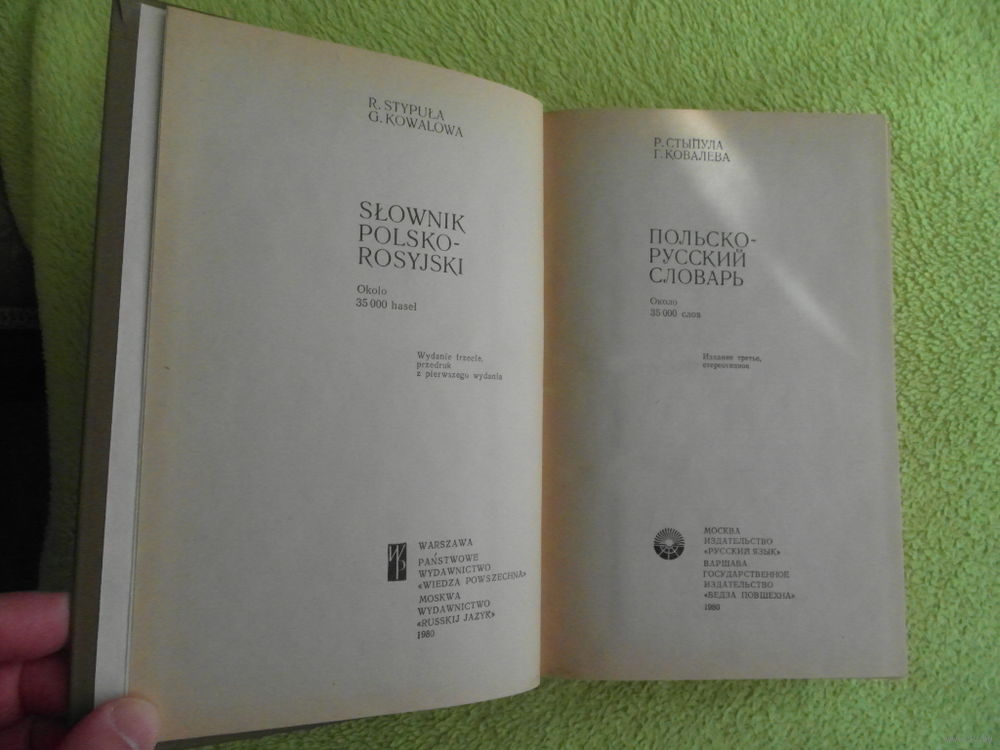 R. STYPUŁA
G. KOWALOWA
SŁOWNIK
POLSKO-
ROSYJSKI
Około
35 000 haseł
Wydanie trzecie,
przedruk
z pierwszego wydania
WP
WARSZAWA
PAŃSTWOWE
WYDAWNICTWO
«WIEDZA POWSZECHNA»
MOSKWA
WYDAWNICTWO
«RUSSKIJ JAZYK»
1980
Р. СТЫПУЛА
Г. КОВАЛЕВА
ПОЛЬСКО-
РУССКИЙ
СЛОВАРЬ
Около
35 000 слов
Издание третье,
стереотипное
МОСКВА
ИЗДАТЕЛЬСТВО
«РУССКИЙ ЯЗЫК»
ВАРШАВА
ГОСУДАРСТВЕННОЕ
ИЗДАТЕЛЬСТВО
«ВЕДЗА ПОВШЕХНА»
1980